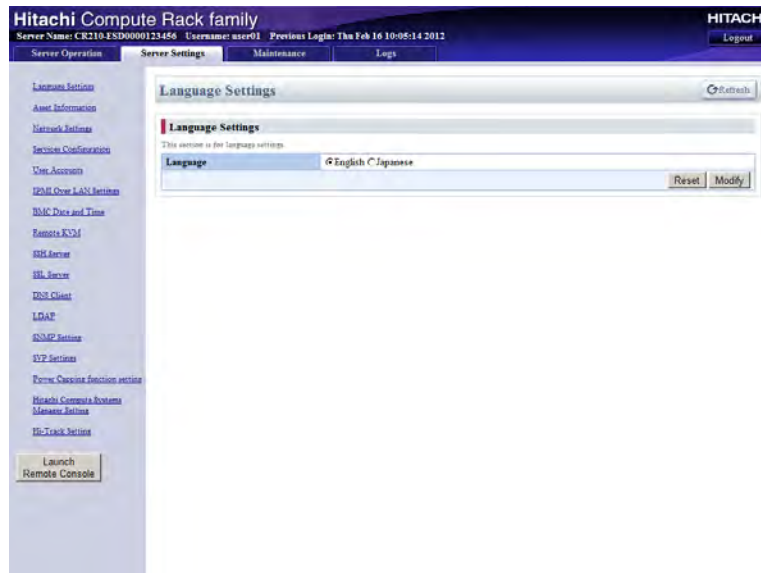 Hitachi Compute Rack family
HITACH
Server Name: CR210-ESD0000123456 Username: user01 Previous Login: Thu Feb 16 10:05:14 2012
Logout
Server Operation Server Settings Maintenance Logs
Language Settings
Asset Information
Network Settings
Services Configuration
User Accounts
IPMI Over LAN Settings
BMC Date and Time
Remote KVM
SSH Server
SSL Server
DNS Client
LDAP
SNMP Setting
SVP Settings
Power Capping function setting
Hitachi Compute Systems
Manager Setting
Hi-Track Setting
Launch
Remote Console
Language Settings
Refresh
Language Settings
This section is for language settings.
Language English Japanese
Reset Modify